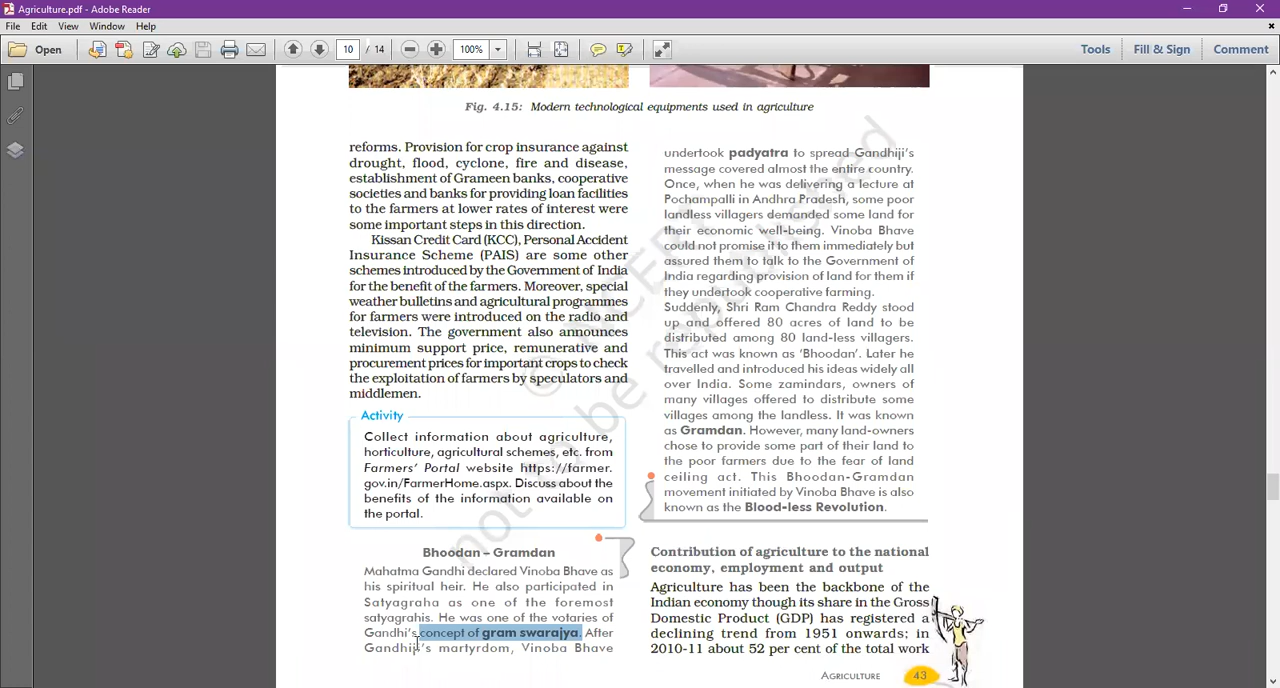 Agriculture.pdf - Adobe Reader
File Edit View Window Help
Open 10 / 14 100% Tools Fill & Sign Comment
Fig. 4.15: Modern technological equipments used in agriculture
reforms. Provision for crop insurance against
drought, flood, cyclone, fire and disease,
establishment of Grameen banks, cooperative
societies and banks for providing loan facilities
to the farmers at lower rates of interest were
some important steps in this direction.
Kissan Credit Card (KCC), Personal Accident
Insurance Scheme (PAIS) are some other
schemes introduced by the Government of India
for the benefit of the farmers. Moreover, special
weather bulletins and agricultural programmes
for farmers were introduced on the radio and
television. The government also announces
minimum support price, remunerative and
procurement prices for important crops to check
the exploitation of farmers by speculators and
middlemen.
Activity
Collect information about agriculture,
horticulture, agricultural schemes, etc. from
Farmers' Portal website https://farmer.
gov.in/FarmerHome.aspx. Discuss about the
benefits of the information available on
the portal.
Bhoodan – Gramdan
Mahatma Gandhi declared Vinoba Bhave as
his spiritual heir. He also participated in
Satyagraha as one of the foremost
satyagrahis. He was one of the votaries of
Gandhi's concept of gram swarajya. After
Gandhiji's martyrdom, Vinoba Bhave
undertook padyatra to spread Gandhiji's
message covered almost the entire country.
Once, when he was delivering a lecture at
Pochampalli in Andhra Pradesh, some poor
landless villagers demanded some land for
their economic well-being. Vinoba Bhave
could not promise it to them immediately but
assured them to talk to the Government of
India regarding provision of land for them if
they undertook cooperative farming.
Suddenly, Shri Ram Chandra Reddy stood
up and offered 80 acres of land to be
distributed among 80 land-less villagers.
This act was known as 'Bhoodan'. Later he
travelled and introduced his ideas widely all
over India. Some zamindars, owners of
many villages offered to distribute some
villages among the landless. It was known
as Gramdan. However, many land-owners
chose to provide some part of their land to
the poor farmers due to the fear of land
ceiling act. This Bhoodan-Gramdan
movement initiated by Vinoba Bhave is also
known as the Blood-less Revolution.
Contribution of agriculture to the national
economy, employment and output
Agriculture has been the backbone of the
Indian economy though its share in the Gross
Domestic Product (GDP) has registered a
declining trend from 1951 onwards; in
2010-11 about 52 per cent of the total work
AGRICULTURE 43
© NCERT
not to be republished